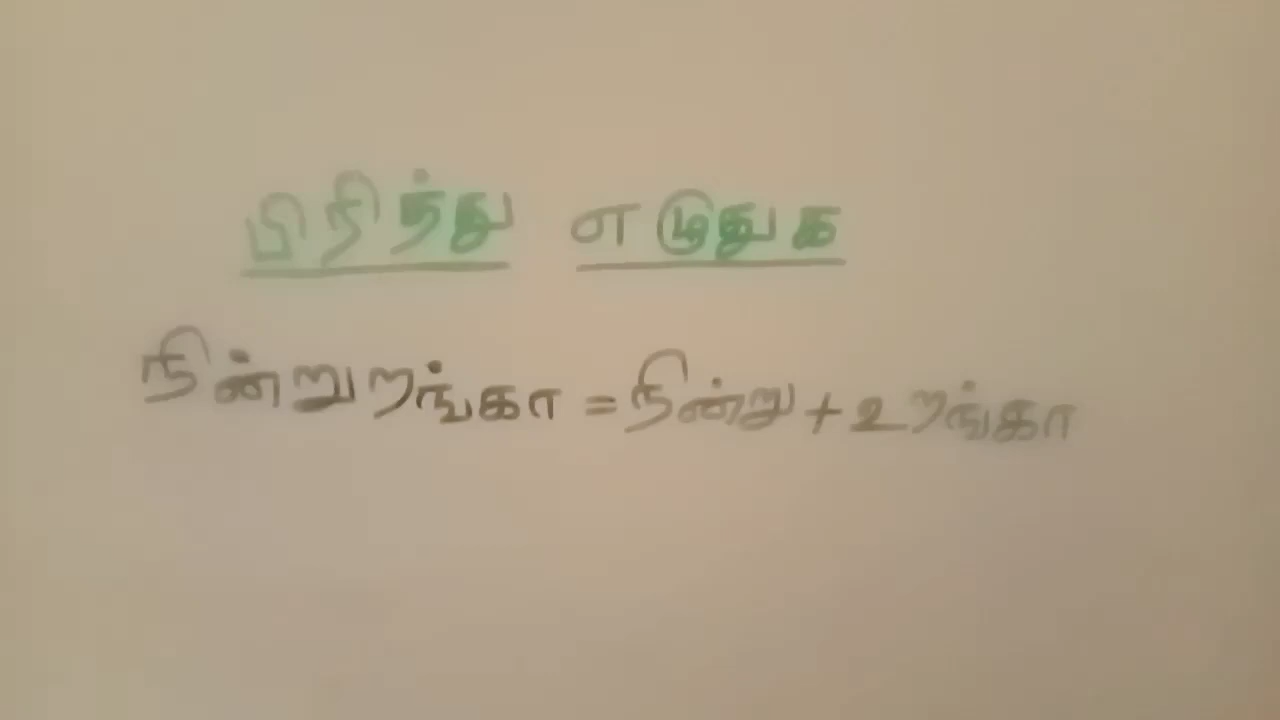 பிரித்து எழுதுக
நின்றுறங்கா = நின்று + உறங்கா